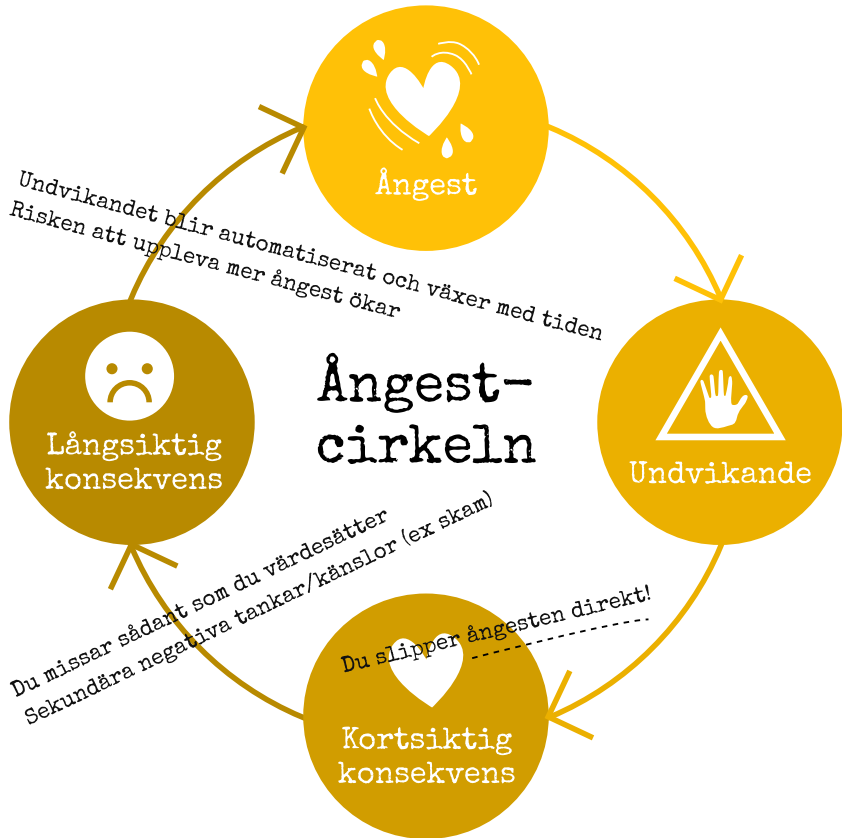 Ångest
Undvikandet blir automatiserat och växer med tiden
Risken att uppleva mer ångest ökar
Ångest-
cirkeln
Långsiktig
konsekvens
Undvikande
Du missar sådant som du värdesätter
Sekundära negativa tankar/känslor (ex skam)
Du slipper ångesten direkt!
Kortsiktig
konsekvens